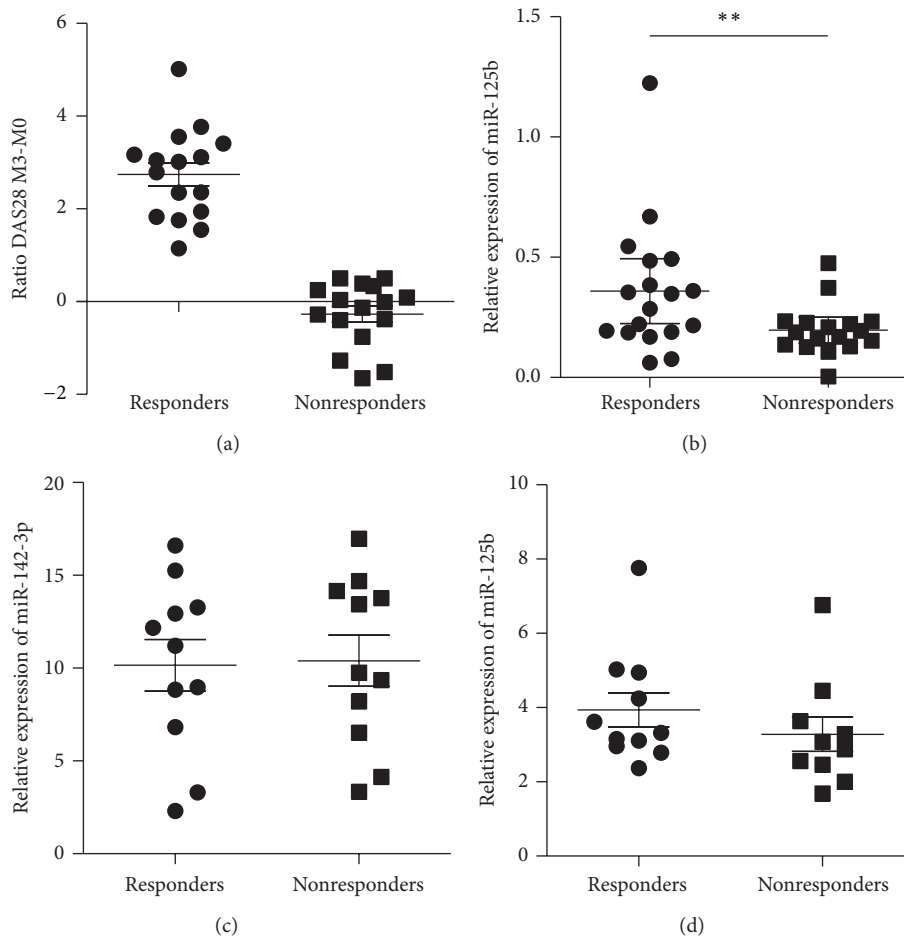 6
4
2
0
−2
Ratio DAS28 M3-M0
Responders
Nonresponders
(a)
1.5
1.0
0.5
0.0
Relative expression of miR-125b
**
Responders
Nonresponders
(b)
20
15
10
5
0
Relative expression of miR-142-3p
Responders
Nonresponders
(c)
10
8
6
4
2
0
Relative expression of miR-125b
Responders
Nonresponders
(d)